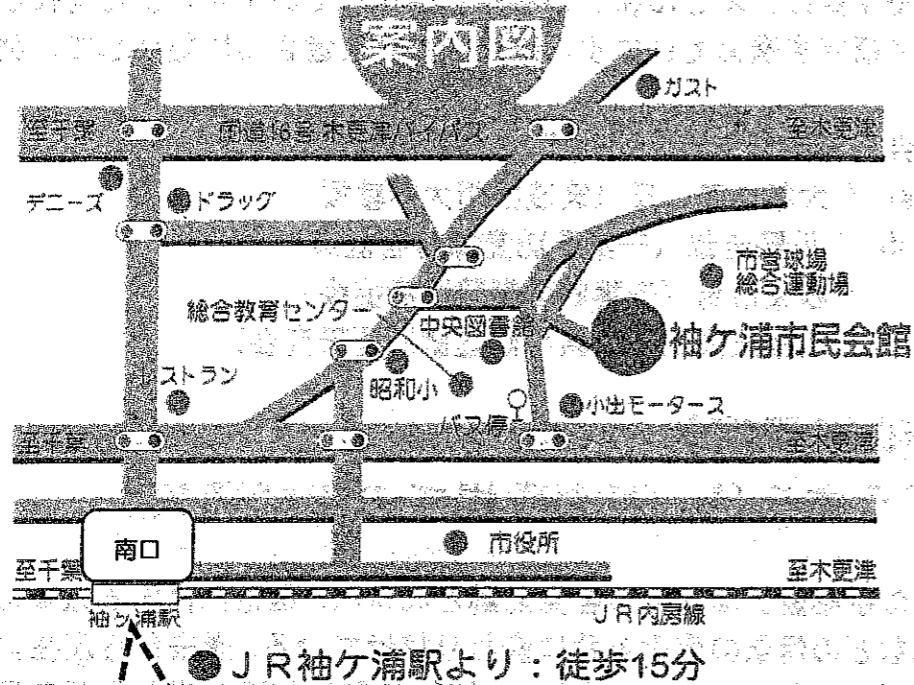 案内図
ガスト
至千葉
国道16号 木更津バイパス
至木更津
デニーズ
ドラッグ
市営球場
総合運動場
総合教育センター
中央図書館
袖ケ浦市民会館
レストラン
昭和小
バス停
小出モータース
至千葉
至木更津
南口
市役所
至千葉
至木更津
袖ヶ浦駅
JR内房線
●JR袖ケ浦駅より：徒歩15分